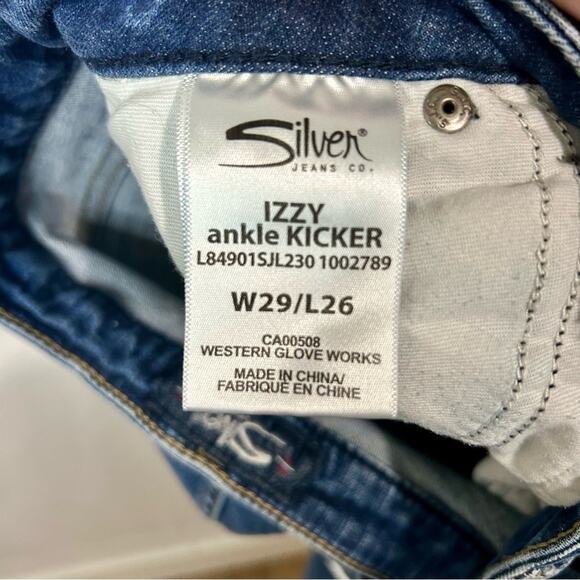 Silver®
JEANS CO.
IZZY
ankle KICKER
L84901SJL230 1002789
W29/L26
CA00508
WESTERN GLOVE WORKS
MADE IN CHINA/
FABRIQUÉ EN CHINE